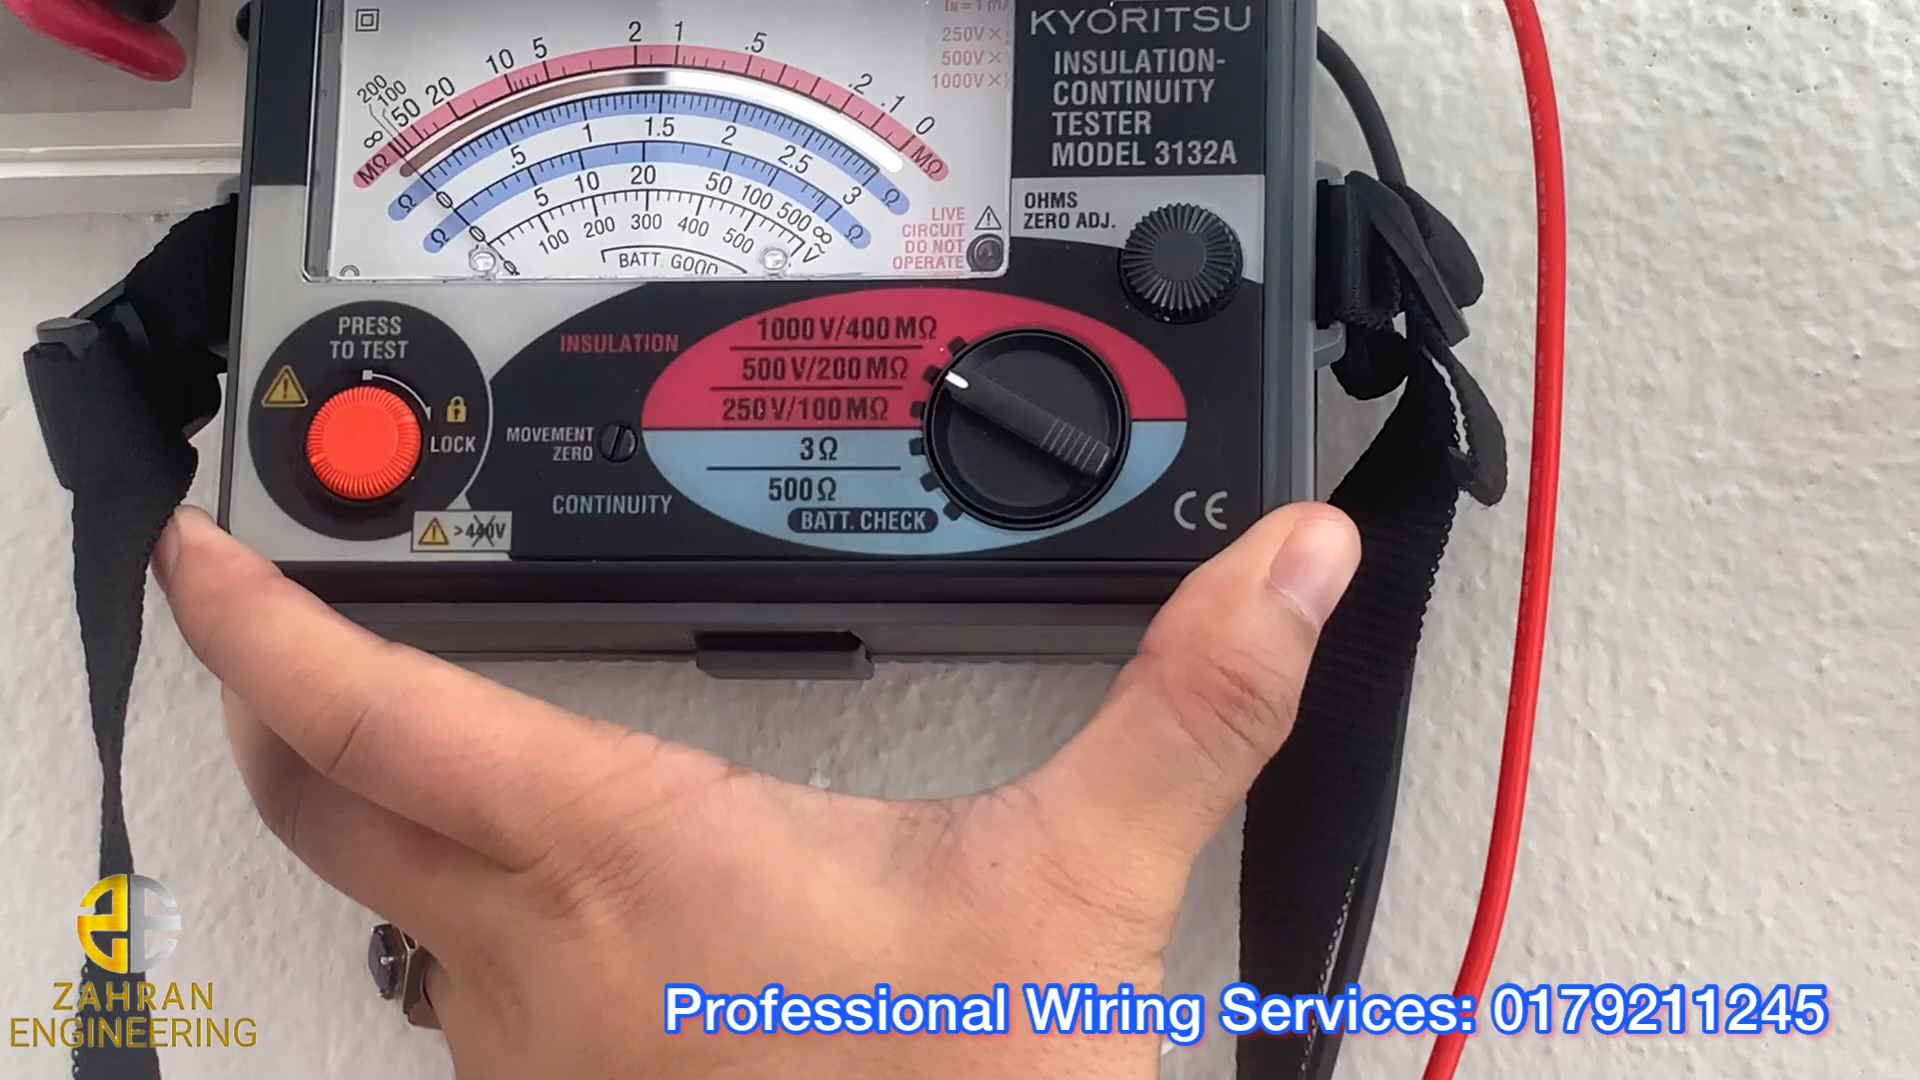 250V×
500V×
1000V×
KYORITSU
INSULATION-
CONTINUITY
TESTER
MODEL 3132A
∞ 200 100 50 20 10 5 2 1 .5 .2 .1 0
MΩ MΩ
0 .5 1 1.5 2 2.5 3
Ω Ω
0 5 10 20 50 100 500 ∞
Ω Ω
0 100 200 300 400 500 V
BATT. GOOD
LIVE
CIRCUIT
DO NOT
OPERATE
OHMS
ZERO ADJ.
PRESS
TO TEST
LOCK
>440V
INSULATION
1000V/400MΩ
500V/200MΩ
250V/100MΩ
MOVEMENT
ZERO
3Ω
CONTINUITY
500Ω
BATT. CHECK
CE
ZAHRAN
ENGINEERING
Professional Wiring Services: 0179211245